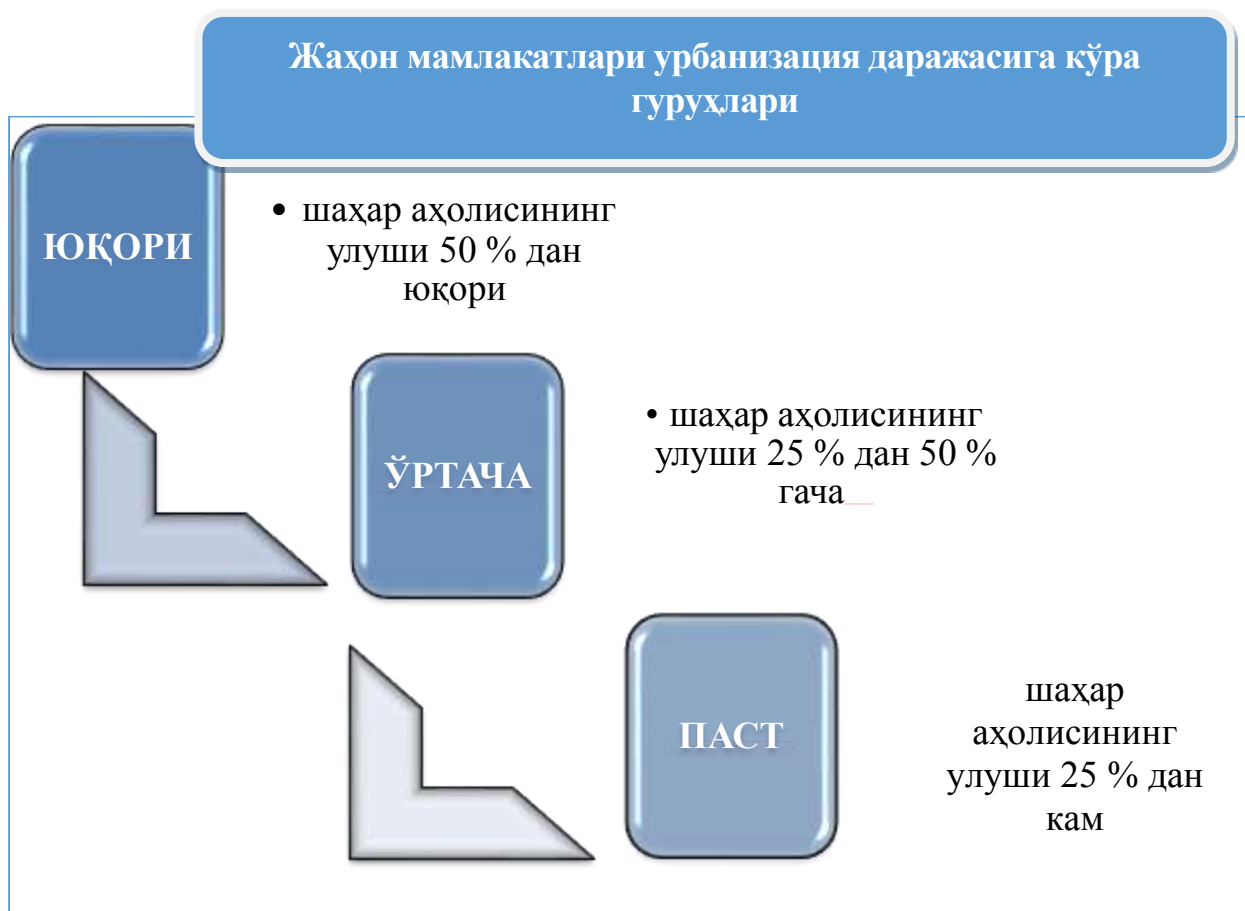 Жаҳон мамлакатлари урбанизация даражасига кўра
гуруҳлари
ЮҚОРИ
• шаҳар аҳолисининг
улуши 50 % дан
юқори
ЎРТАЧА
• шаҳар аҳолисининг
улуши 25 % дан 50 %
гача
ПАСТ
шаҳар
аҳолисининг
улуши 25 % дан
кам